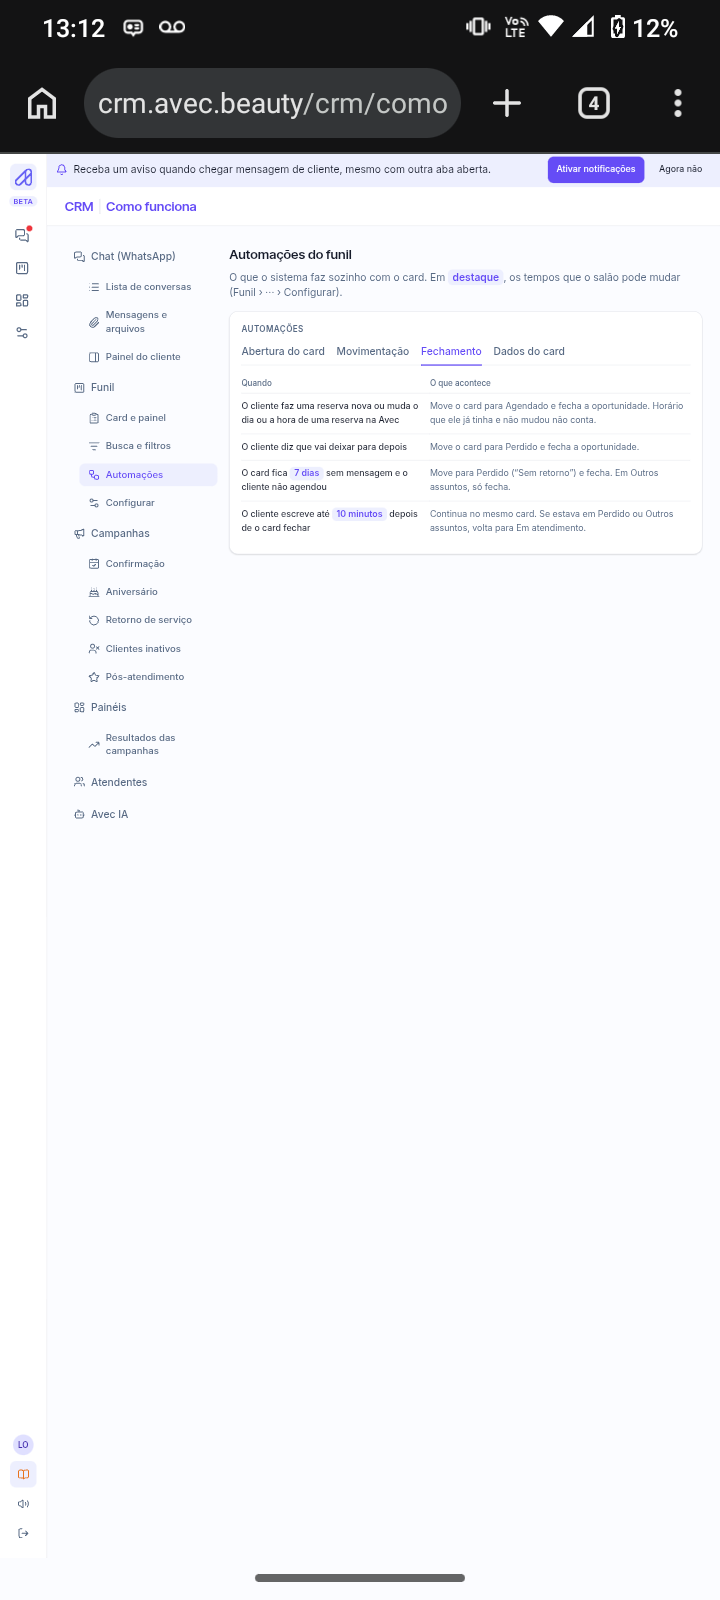 13:12
Vo LTE
12%
crm.avec.beauty/crm/como
4
Receba um aviso quando chegar mensagem de cliente, mesmo com outra aba aberta.
Ativar notificações
Agora não
BETA
CRM
Como funciona
Chat (WhatsApp)
Lista de conversas
Mensagens e
arquivos
Painel do cliente
Funil
Card e painel
Busca e filtros
Automações
Configurar
Campanhas
Confirmação
Aniversário
Retorno de serviço
Clientes inativos
Pós-atendimento
Painéis
Resultados das
campanhas
Atendentes
Avec IA
Automações do funil
O que o sistema faz sozinho com o card. Em destaque, os tempos que o salão pode mudar
(Funil › ··· › Configurar).
AUTOMAÇÕES
Abertura do card Movimentação Fechamento Dados do card
Quando
O que acontece
O cliente faz uma reserva nova ou muda o
dia ou a hora de uma reserva na Avec
Move o card para Agendado e fecha a oportunidade. Horário
que ele já tinha e não mudou não conta.
O cliente diz que vai deixar para depois
Move o card para Perdido e fecha a oportunidade.
O card fica 7 dias sem mensagem e o
cliente não agendou
Move para Perdido (“Sem retorno”) e fecha. Em Outros
assuntos, só fecha.
O cliente escreve até 10 minutos depois
de o card fechar
Continua no mesmo card. Se estava em Perdido ou Outros
assuntos, volta para Em atendimento.
LO